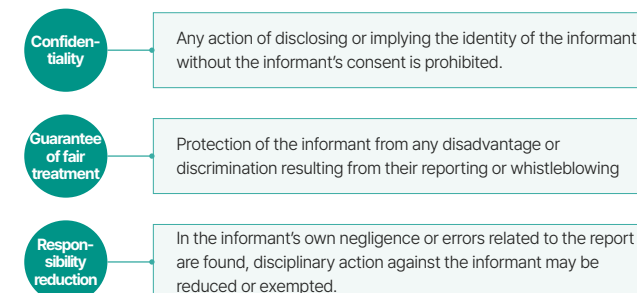 Confiden-
tiality
Any action of disclosing or implying the identity of the informant
without the informant's consent is prohibited.
Guarantee
of fair
treatment
Protection of the informant from any disadvantage or
discrimination resulting from their reporting or whistleblowing
Respon-
sibility
reduction
In the informant's own negligence or errors related to the report
are found, disciplinary action against the informant may be
reduced or exempted.